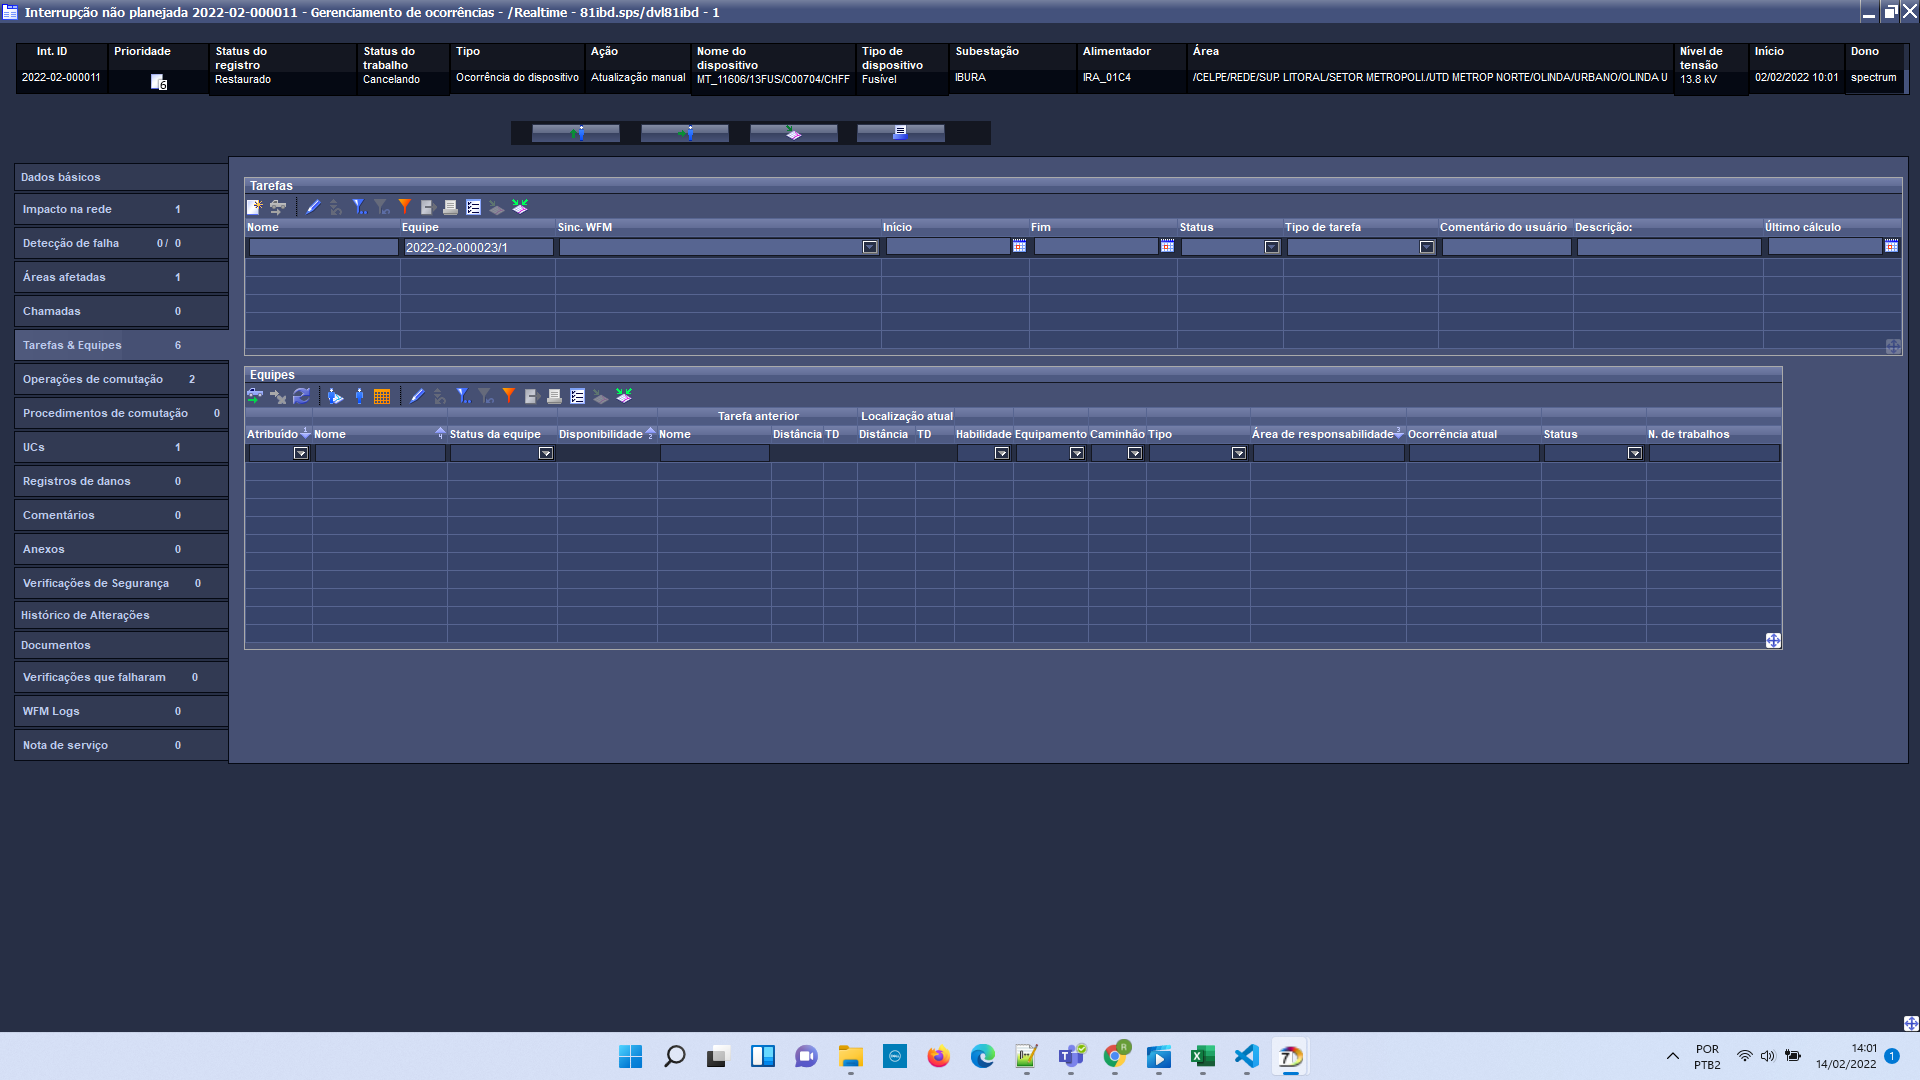 Interrupção não planejada 2022-02-000011 - Gerenciamento de ocorrências - /Realtime - 81ibd.sps/dvl81ibd - 1
Int. ID Prioridade Status do registro Status do trabalho Tipo Ação Nome do dispositivo Tipo de dispositivo Subestação Alimentador Área Nível de tensão Início Dono
2022-02-000011 6 Restaurado Cancelando Ocorrência do dispositivo Atualização manual MT_11606/13FUS/C00704/CHFF Fusível IBURA IRA_01C4 /CELPE/REDE/SUP. LITORAL/SETOR METROPOLI./UTD METROP NORTE/OLINDA/URBANO/OLINDA U 13.8 kV 02/02/2022 10:01 spectrum
Dados básicos
Impacto na rede 1
Detecção de falha 0 / 0
Áreas afetadas 1
Chamadas 0
Tarefas & Equipes 6
Operações de comutação 2
Procedimentos de comutação 0
UCs 1
Registros de danos 0
Comentários 0
Anexos 0
Verificações de Segurança 0
Histórico de Alterações
Documentos
Verificações que falharam 0
WFM Logs 0
Nota de serviço 0
Tarefas
Nome Equipe Sinc. WFM Início Fim Status Tipo de tarefa Comentário do usuário Descrição: Último cálculo
2022-02-000023/1
Equipes
Tarefa anterior Localização atual
Atribuído 1 Nome 4 Status da equipe Disponibilidade 2 Nome Distância TD Distância TD Habilidade Equipamento Caminhão Tipo Área de responsabilidade 3 Ocorrência atual Status N. de trabalhos
POR
PTB2
14:01
14/02/2022
1